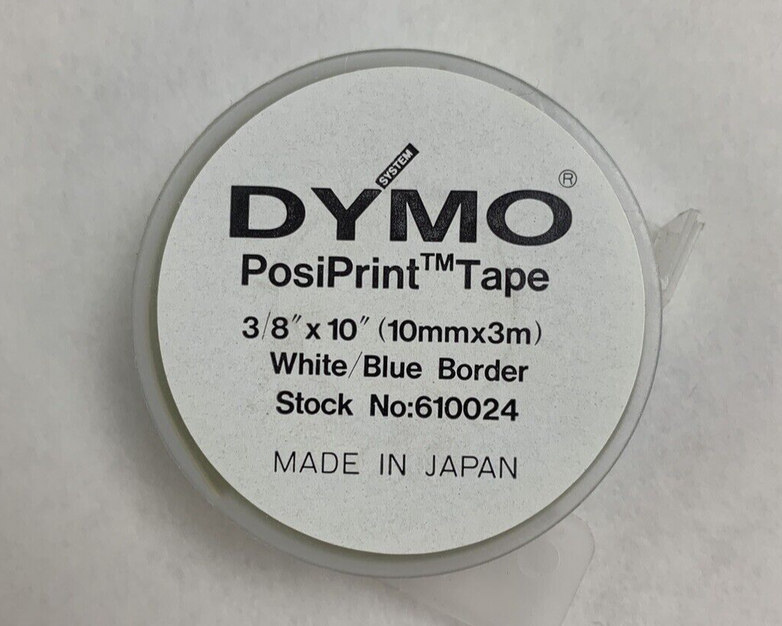 SYSTEM
DYMO®
PosiPrint™Tape
3/8″ x 10″ (10mmx3m)
White/Blue Border
Stock No:610024
MADE IN JAPAN